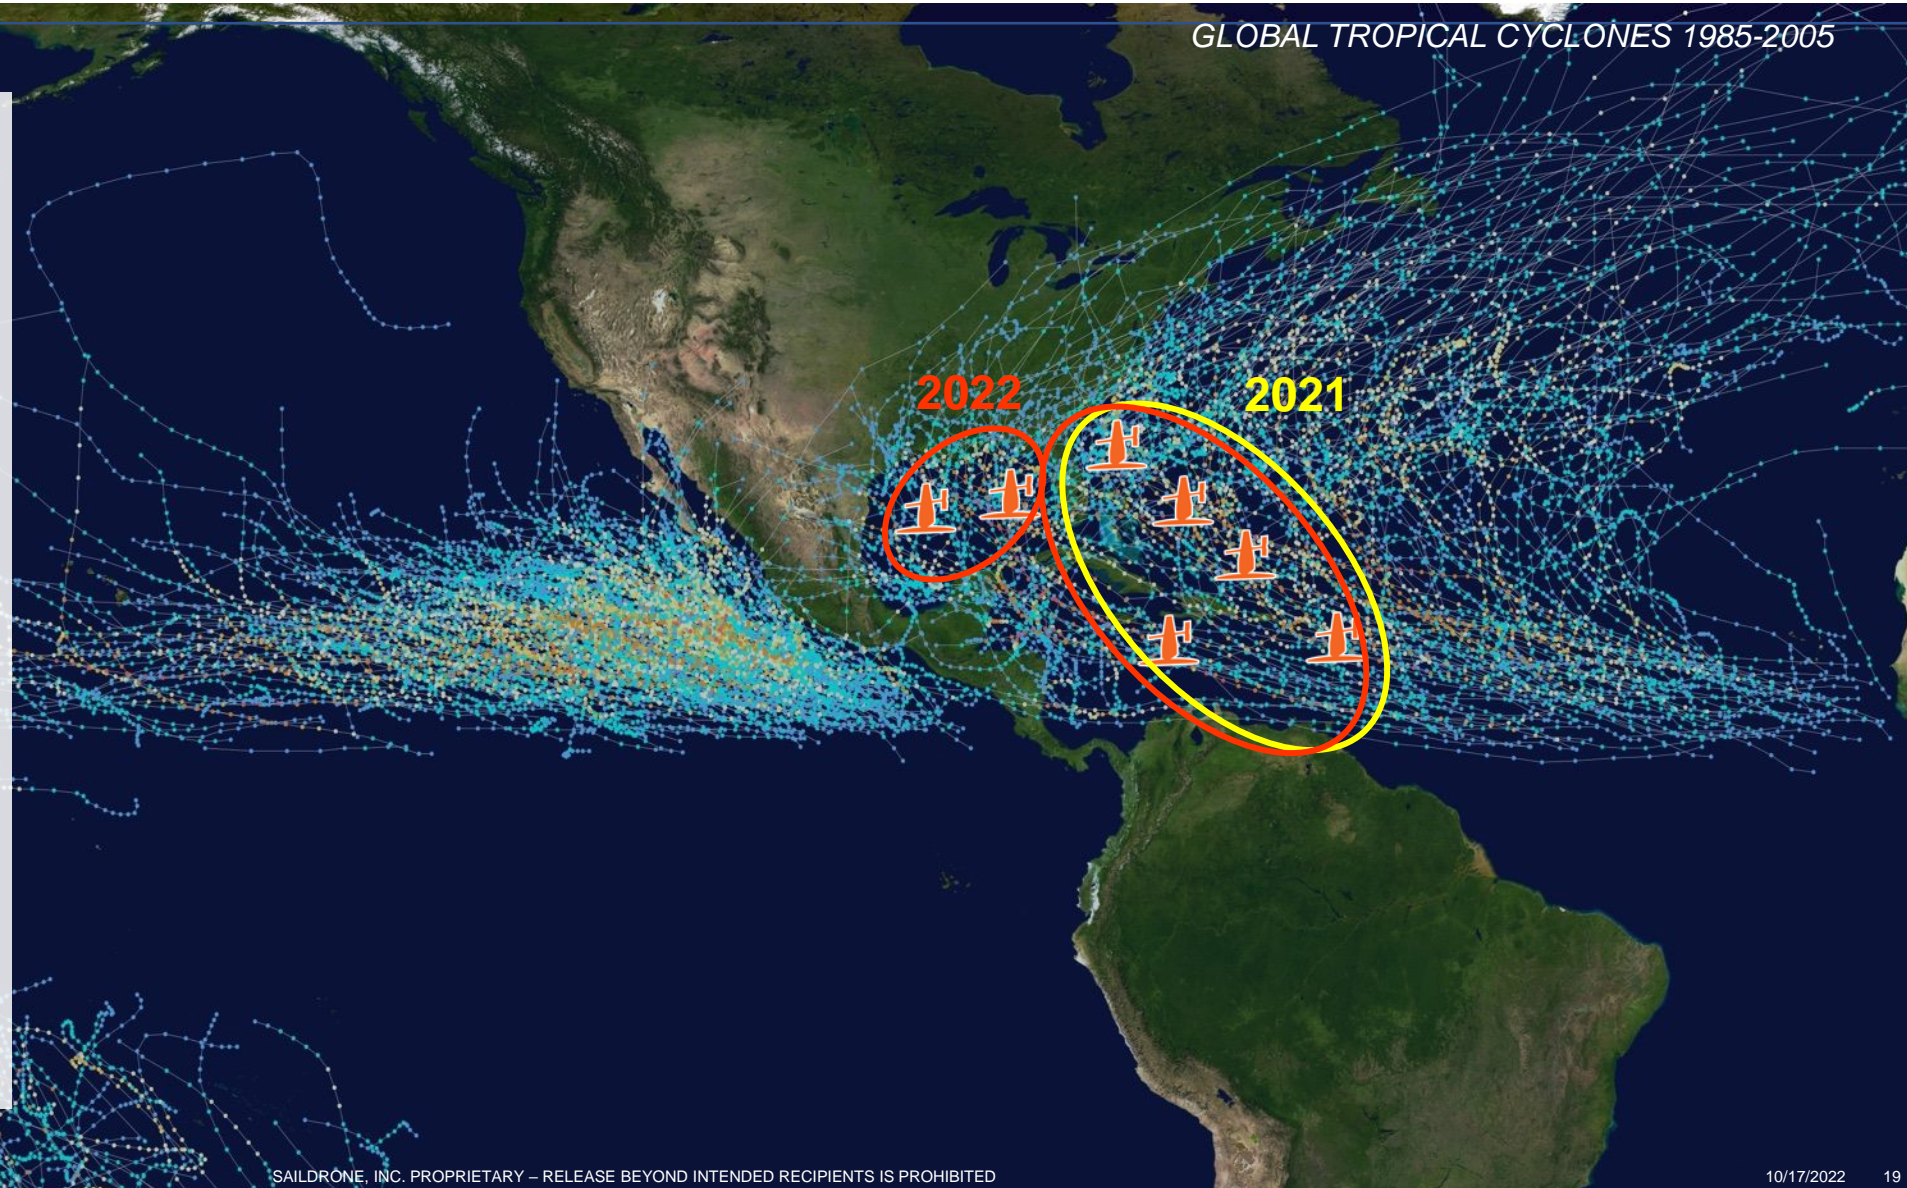 GLOBAL TROPICAL CYCLONES 1985-2005
2022
2021
SAILDRONE, INC. PROPRIETARY – RELEASE BEYOND INTENDED RECIPIENTS IS PROHIBITED
10/17/2022
19